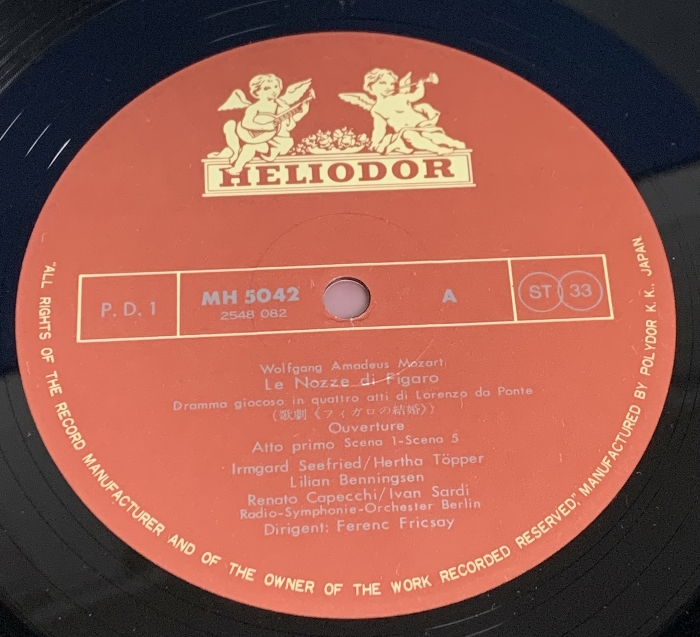 HELIODOR
P. D. 1
MH 5042
2548 082
A
ST 33
Wolfgang Amadeus Mozart
Le Nozze di Figaro
Dramma giocoso in quattro atti di Lorenzo da Ponte
(歌劇《フィガロの結婚》)
Ouverture
Atto primo Scena 1-Scena 5
Irmgard Seefried/Hertha Töpper
Lilian Benningsen
Renato Capecchi/Ivan Sardi
Radio-Symphonie-Orchester Berlin
Dirigent: Ferenc Fricsay
"ALL RIGHTS OF THE RECORD MANUFACTURER AND OF THE OWNER OF THE WORK RECORDED RESERVED," MANUFACTURED BY POLYDOR K. K., JAPAN.